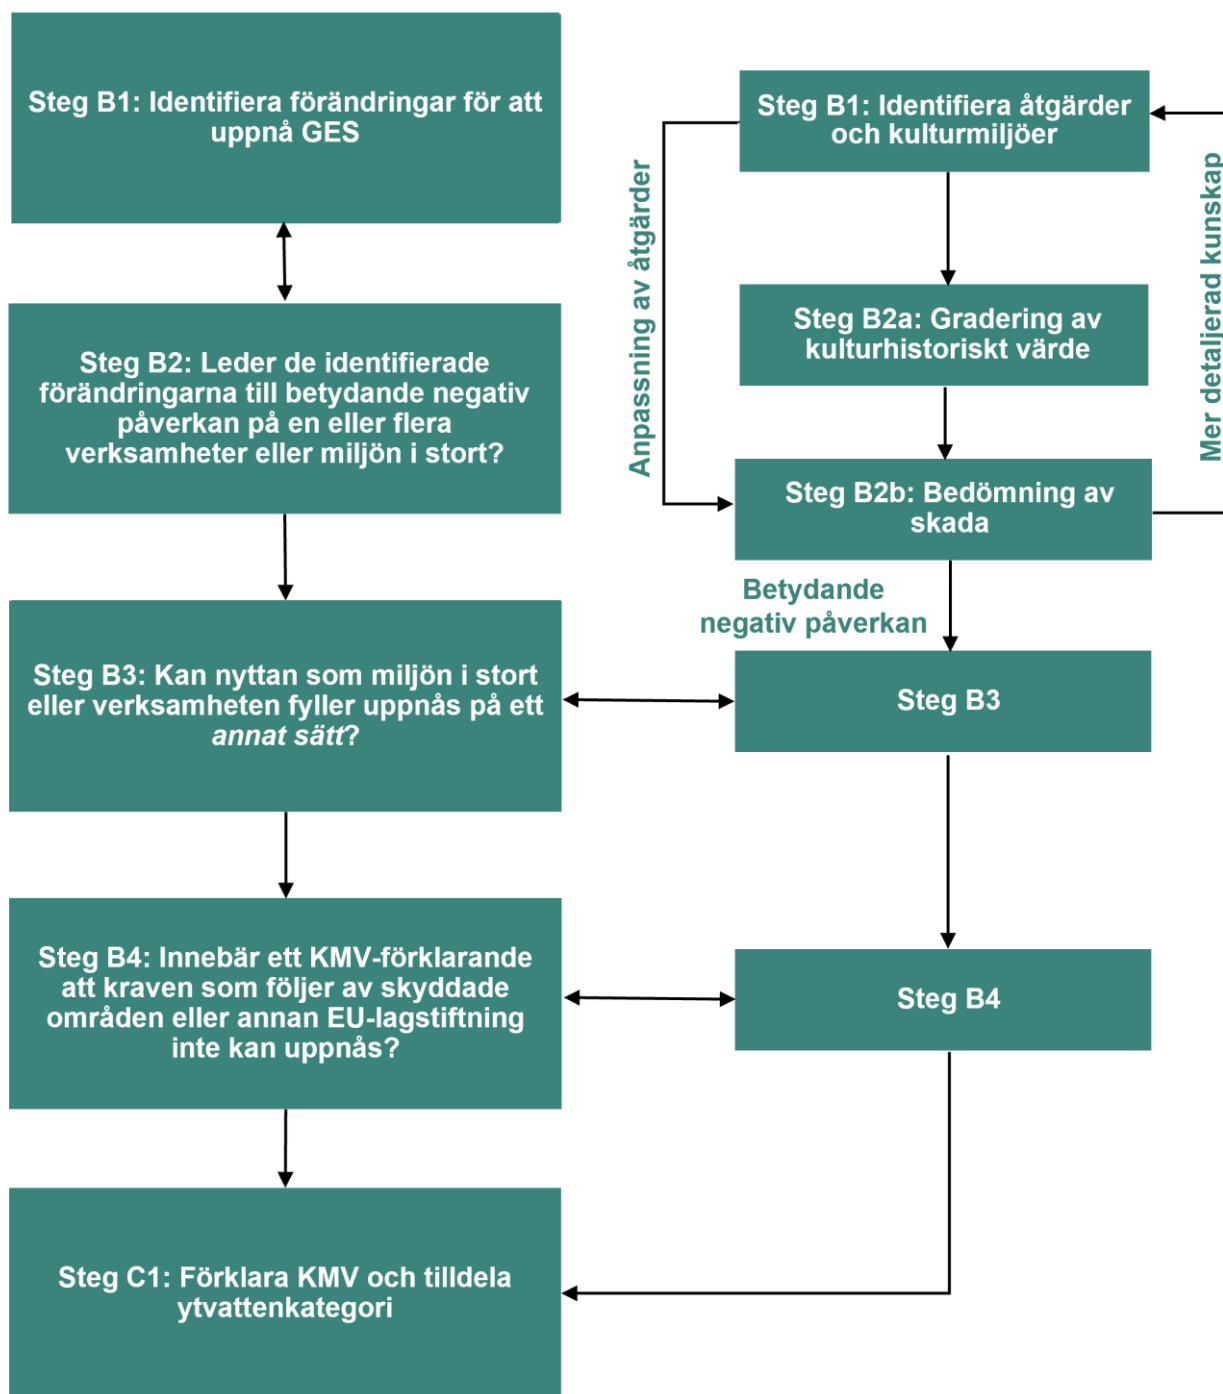 Steg B1: Identifiera förändringar för att
uppnå GES
Steg B2: Leder de identifierade
förändringarna till betydande negativ
påverkan på en eller flera
verksamheter eller miljön i stort?
Steg B3: Kan nyttan som miljön i stort
eller verksamheten fyller uppnås på ett
annat sätt?
Steg B4: Innebär ett KMV-förklarande
att kraven som följer av skyddade
områden eller annan EU-lagstiftning
inte kan uppnås?
Steg C1: Förklara KMV och tilldela
ytvattenkategori
Steg B1: Identifiera åtgärder
och kulturmiljöer
Anpassning av åtgärder
Mer detaljerad kunskap
Steg B2a: Gradering av
kulturhistoriskt värde
Steg B2b: Bedömning av
skada
Betydande
negativ påverkan
Steg B3
Steg B4